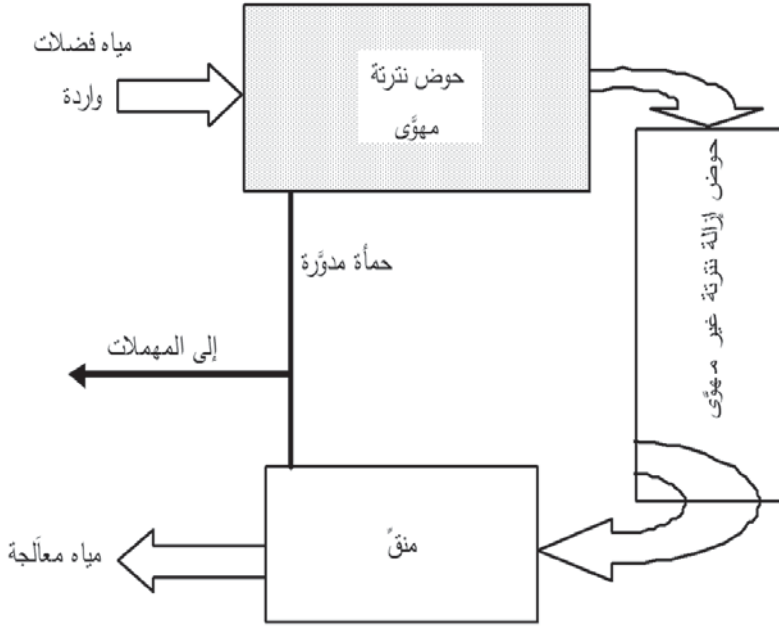 مياه فضلات
واردة
حوض نترتة
مهوَّى
حوض إزالة نترتة غير مهوَّى
حمأة مدوَّرة
إلى المهملات
منقٍّ
مياه معالَجة